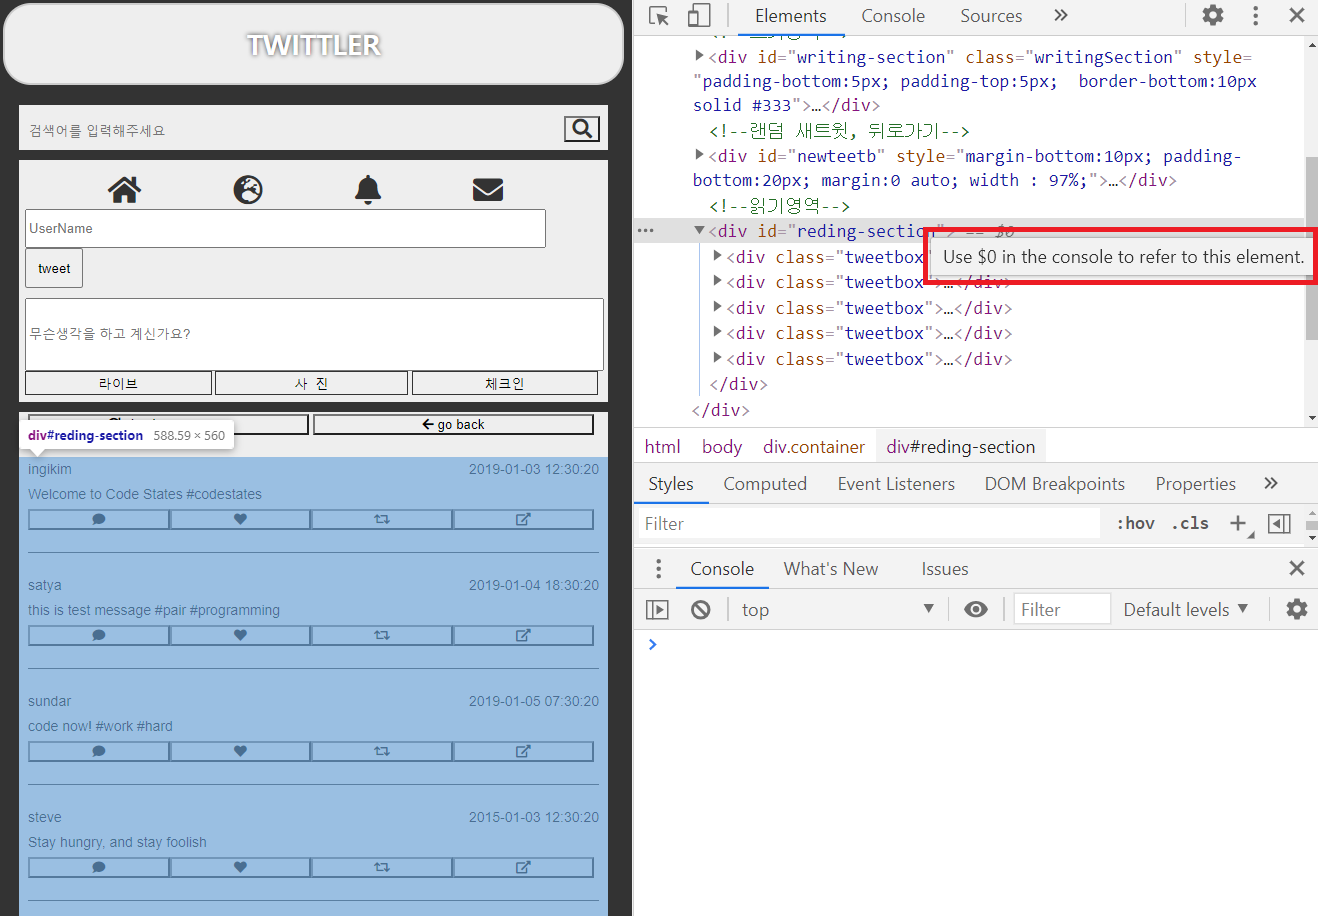 TWITTLER
검색어를 입력해주세요
UserName
tweet
무슨생각을 하고 계신가요?
라이브 사 진 체크인
go back
div#reding-section 588.59 × 560
ingikim 2019-01-03 12:30:20
Welcome to Code States #codestates
satya 2019-01-04 18:30:20
this is test message #pair #programming
sundar 2019-01-05 07:30:20
code now! #work #hard
steve 2015-01-03 12:30:20
Stay hungry, and stay foolish
Elements Console Sources »
<div id="writing-section" class="writingSection" style=
"padding-bottom:5px; padding-top:5px;  border-bottom:10px
solid #333">…</div>
<!--랜덤 새트윗, 뒤로가기-->
<div id="newteetb" style="margin-bottom:10px; padding-
bottom:20px; margin:0 auto; width : 97%;">…</div>
<!--읽기영역-->
<div id="reding-section"> == $0
Use $0 in the console to refer to this element.
<div class="tweetbox"
<div class="tweetbox">…</div>
<div class="tweetbox">…</div>
<div class="tweetbox">…</div>
<div class="tweetbox">…</div>
</div>
</div>
html body div.container div#reding-section
Styles Computed Event Listeners DOM Breakpoints Properties »
Filter :hov .cls +
Console What's New Issues
top Filter Default levels